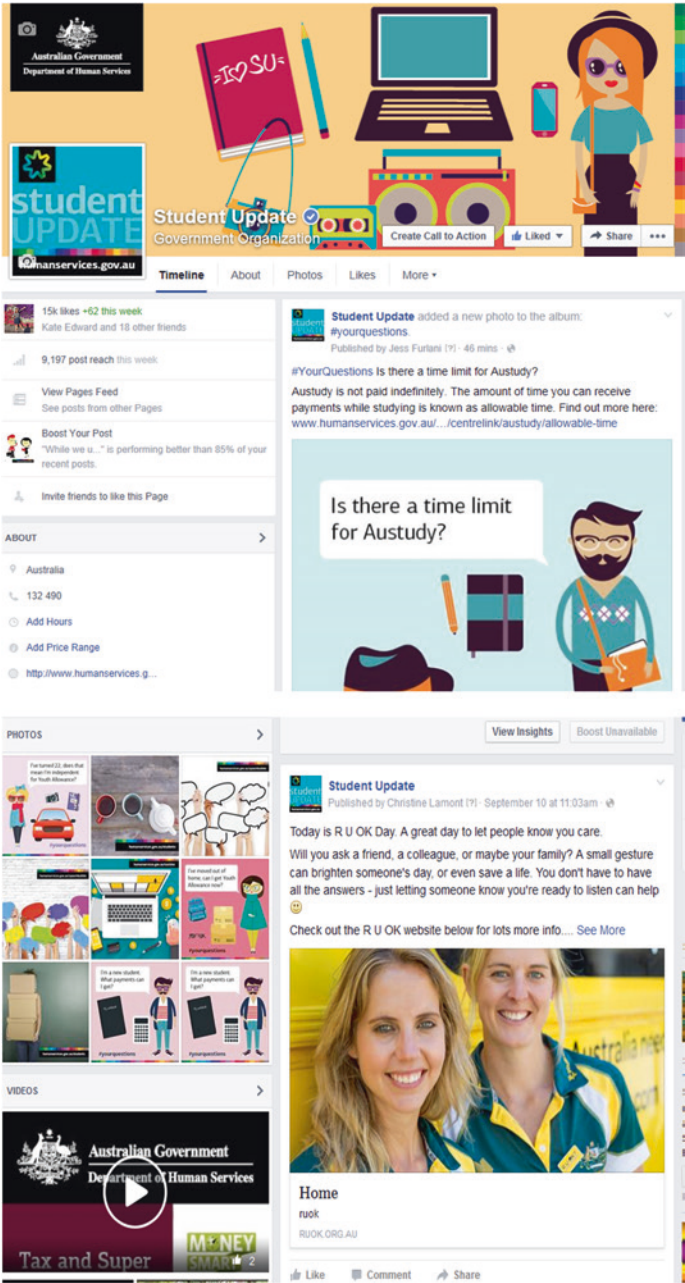 Australian Government
Department of Human Services
I ♡ SU
student
UPDATE
humanservices.gov.au
Student Update
Government Organization
Create Call to Action
Liked
Share
Timeline
About
Photos
Likes
More
15k likes +62 this week
Kate Edward and 18 other friends
9,197 post reach this week
View Pages Feed
See posts from other Pages
Boost Your Post
"While we u..." is performing better than 85% of your
recent posts.
Invite friends to like this Page
ABOUT
Australia
132 490
Add Hours
Add Price Range
http://www.humanservices.g...
Student Update added a new photo to the album:
#yourquestions.
Published by Jess Furlani [?] · 46 mins ·
#YourQuestions Is there a time limit for Austudy?
Austudy is not paid indefinitely. The amount of time you can receive
payments while studying is known as allowable time. Find out more here:
www.humanservices.gov.au/.../centrelink/austudy/allowable-time
Is there a time limit
for Austudy?
PHOTOS
I've turned 22, does that
mean I'm independent
for Youth Allowance?
#yourquestions
I've moved out of
home, can I get Youth
Allowance now?
#yourquestions
I'm a new student.
What payments can
I get?
#yourquestions
I'm a new student.
What payments can
I get?
#yourquestions
VIDEOS
Australian Government
Department of Human Services
Tax and Super
MONEY
SMART
2
View Insights
Boost Unavailable
Student Update
Published by Christine Lamont [?] · September 10 at 11:03am ·
Today is R U OK Day. A great day to let people know you care.
Will you ask a friend, a colleague, or maybe your family? A small gesture
can brighten someone's day, or even save a life. You don't have to have
all the answers - just letting someone know you're ready to listen can help
Check out the R U OK website below for lots more info.... See More
Australia nee
.com
Home
ruok
RUOK.ORG.AU
Like
Comment
Share